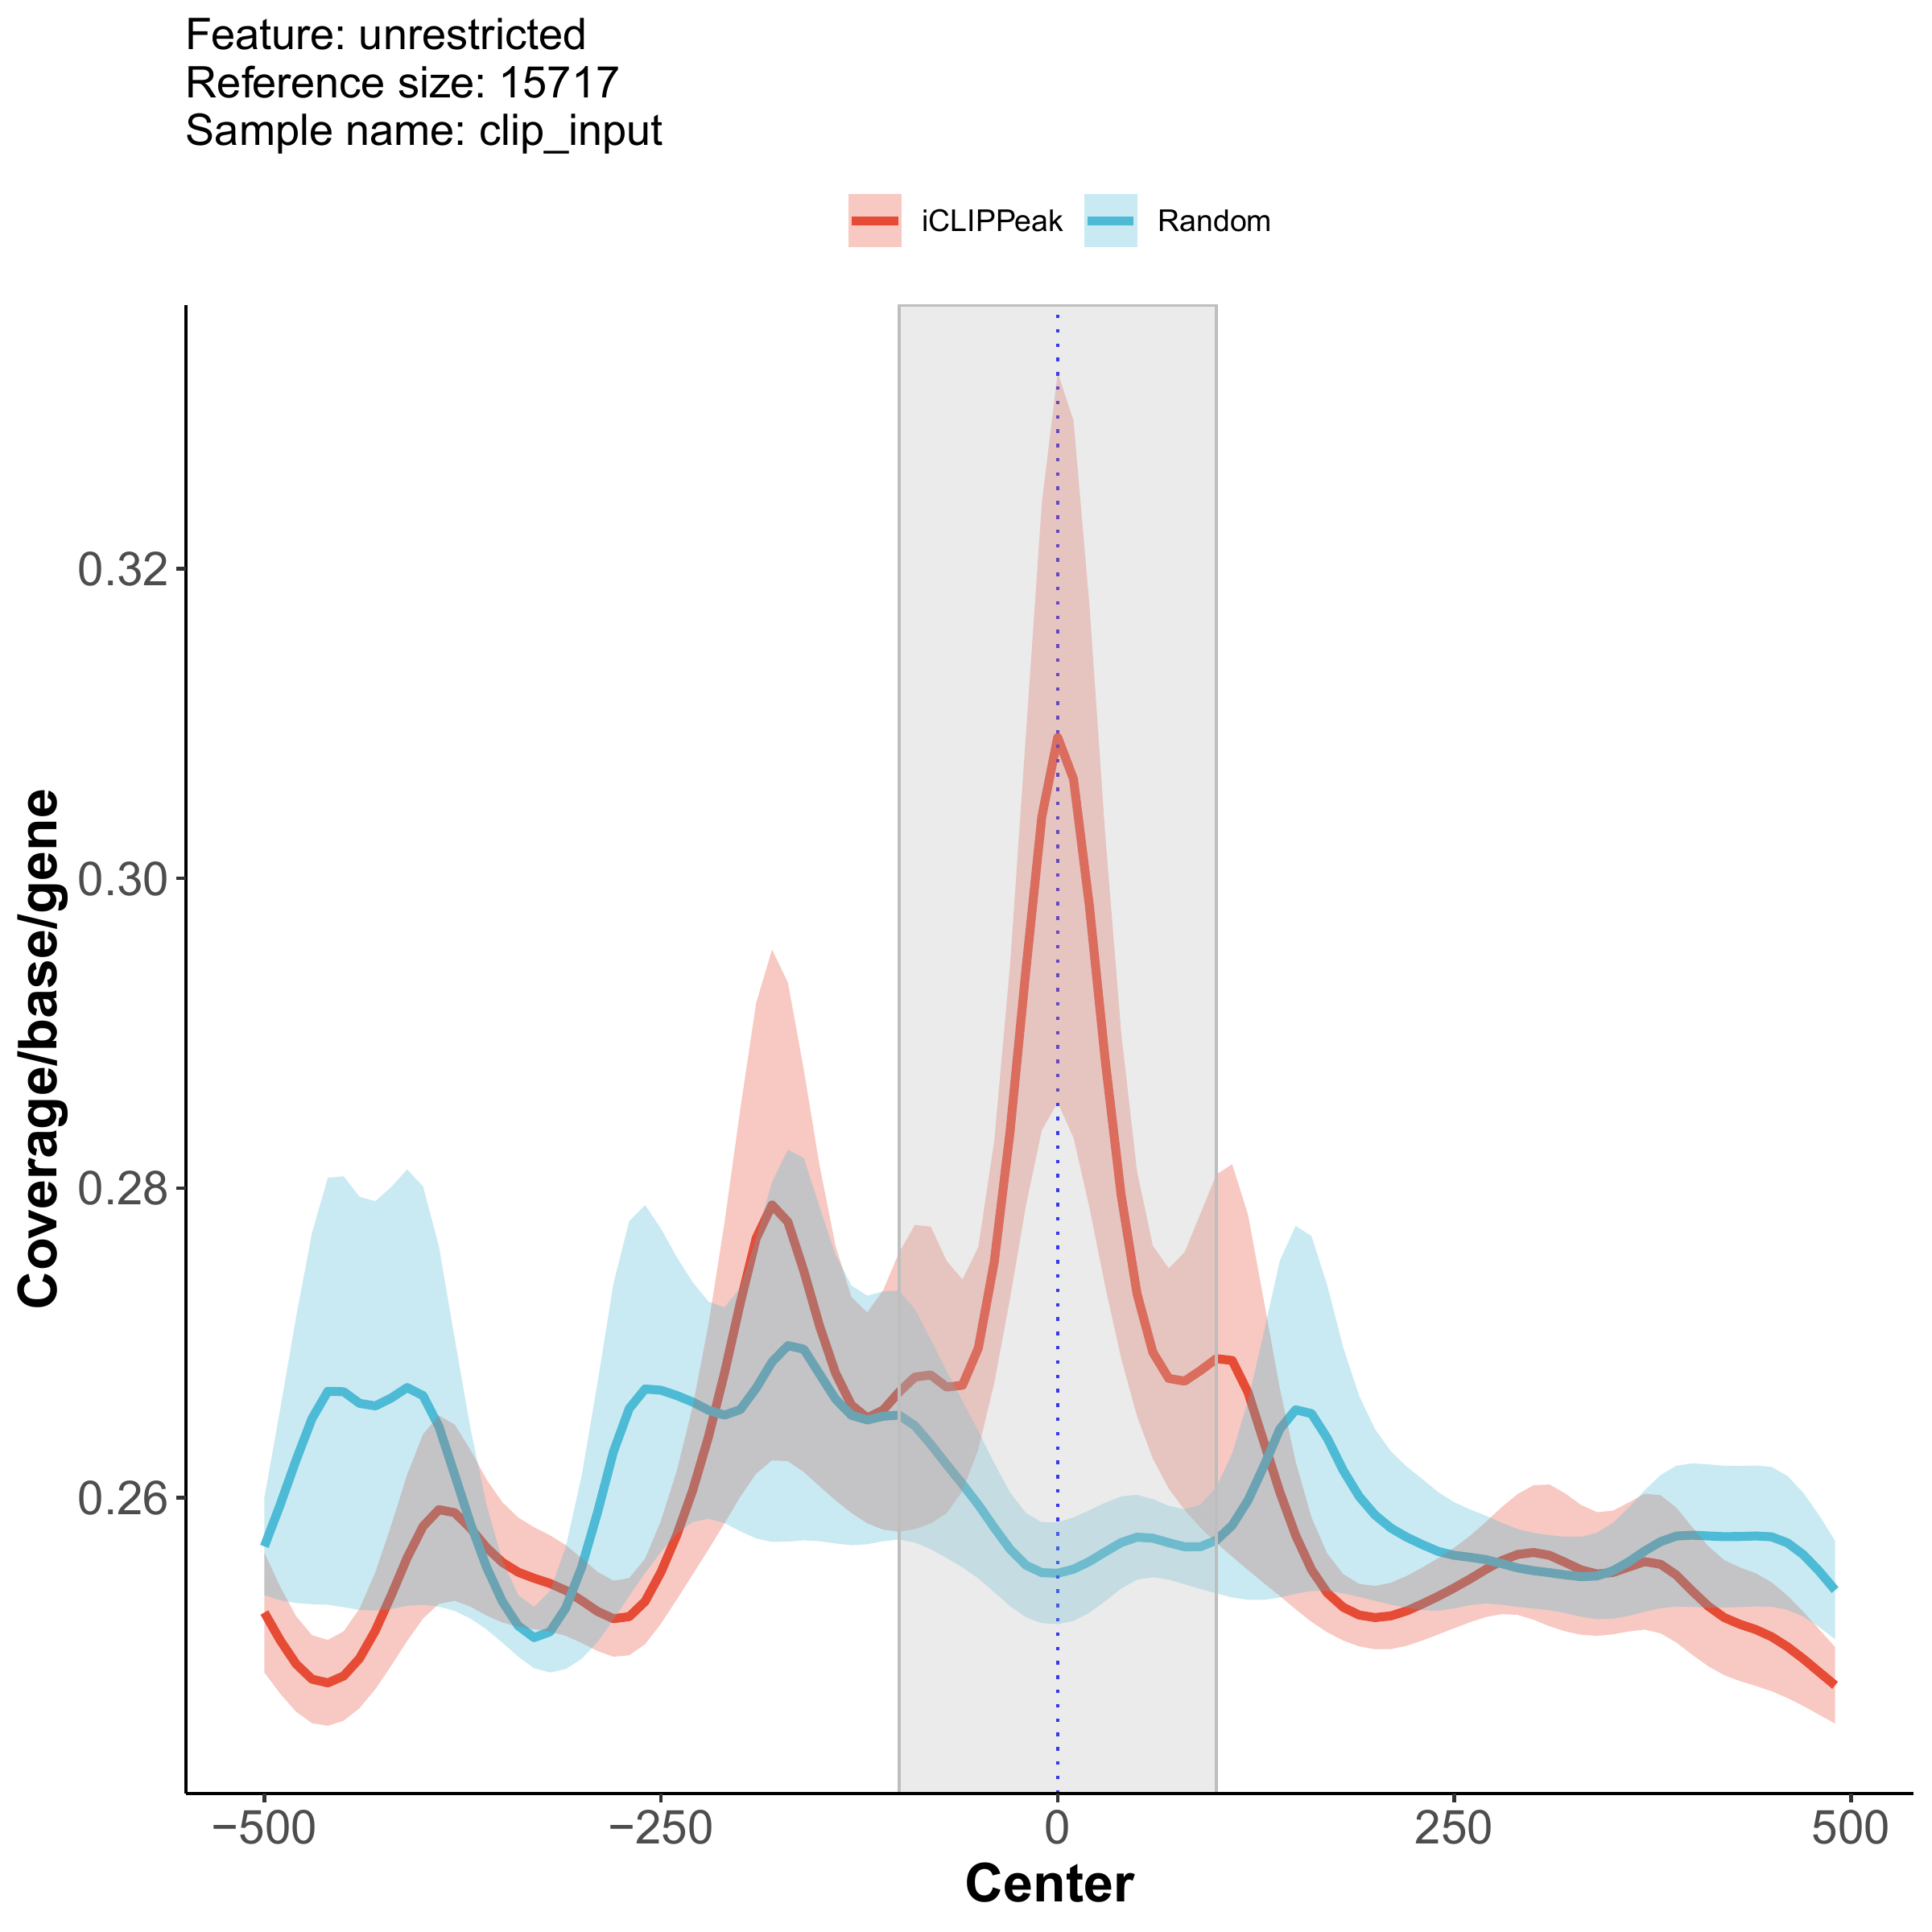 Feature: unrestricted
Reference size: 15717
Sample name: clip_input
iCLIPPeak Random
Coverage/base/gene
0.32
0.30
0.28
0.26
−500 −250 0 250 500
Center